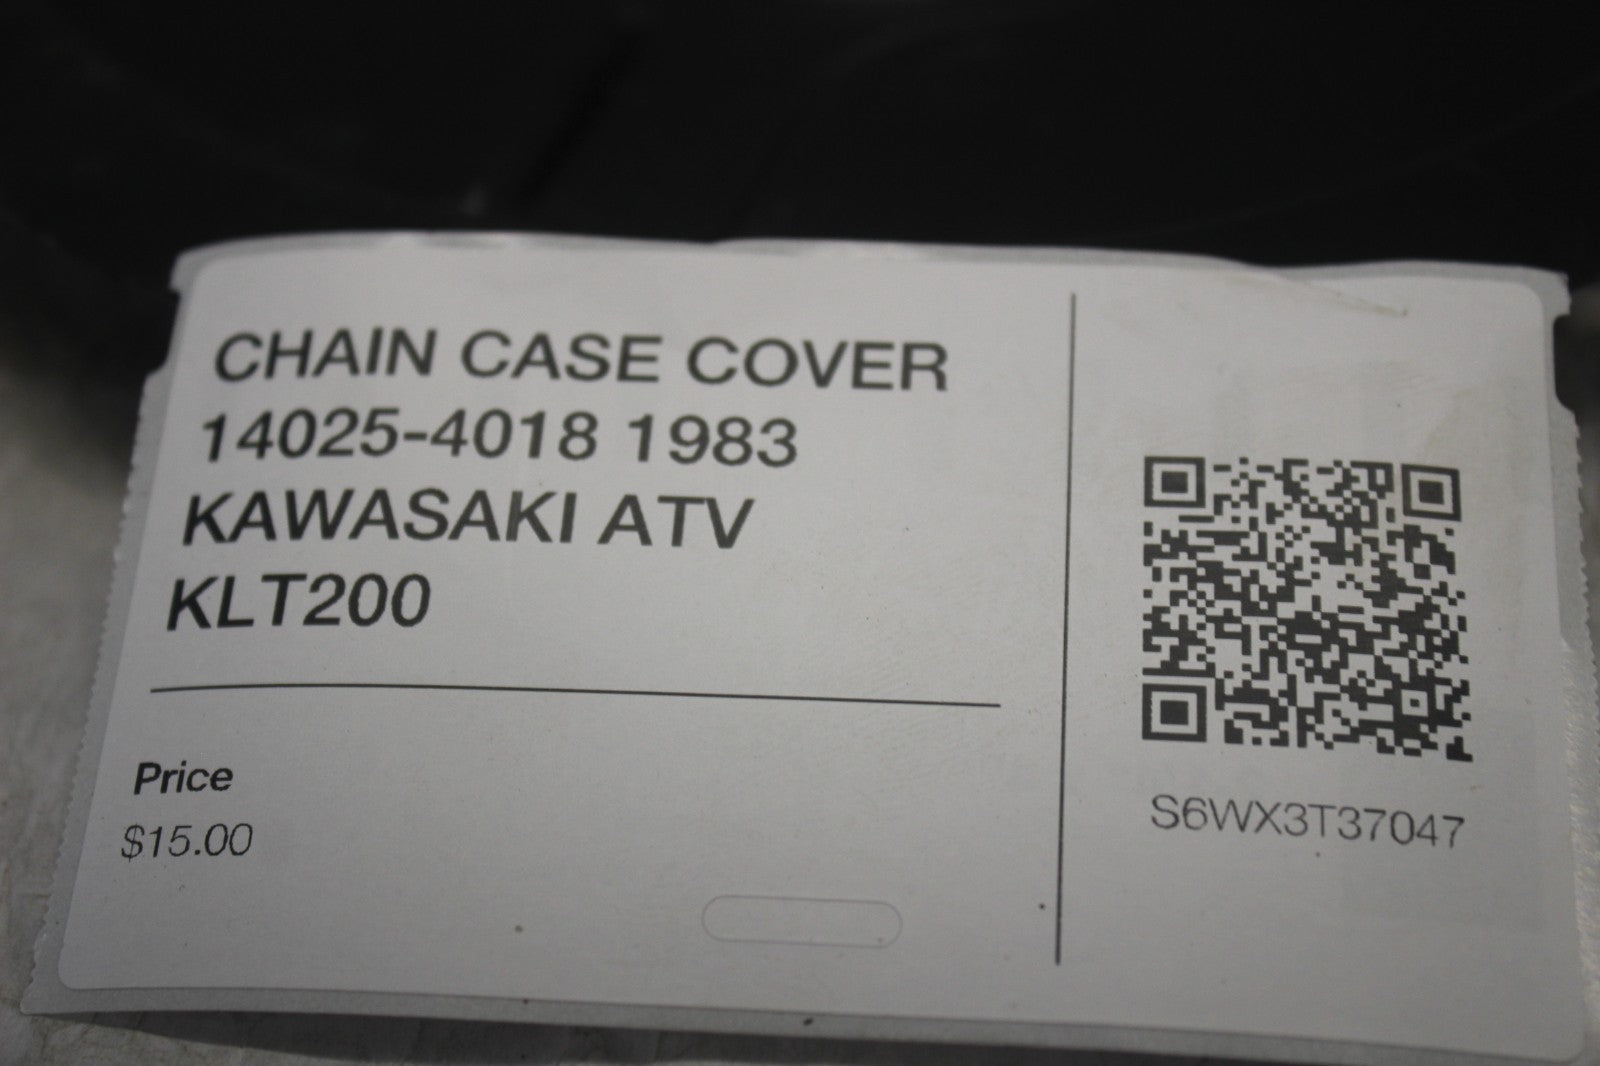 CHAIN CASE COVER
14025-4018 1983
KAWASAKI ATV
KLT200
Price
$15.00
S6WX3T37047